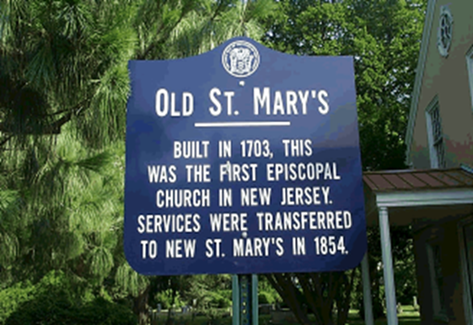 OLD ST. MARY'S
BUILT IN 1703, THIS
WAS THE FIRST EPISCOPAL
CHURCH IN NEW JERSEY.
SERVICES WERE TRANSFERRED
TO NEW ST. MARY'S IN 1854.